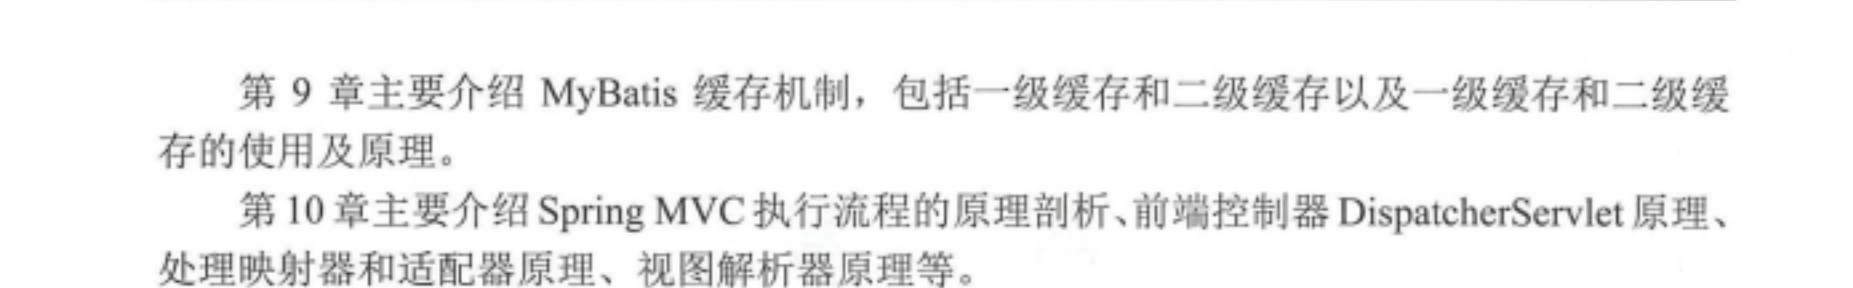 第 9 章主要介绍 MyBatis 缓存机制，包括一级缓存和二级缓存以及一级缓存和二级缓
存的使用及原理。
第 10 章主要介绍 Spring MVC 执行流程的原理剖析、前端控制器 DispatcherServlet 原理、
处理映射器和适配器原理、视图解析器原理等。